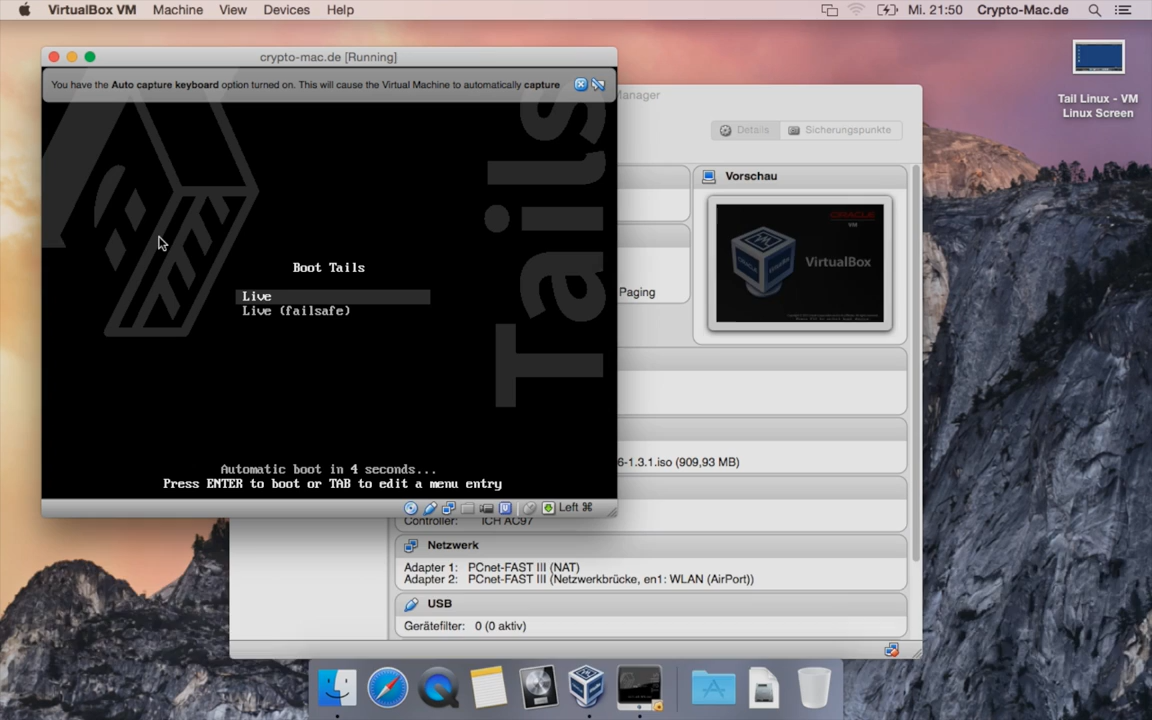 VirtualBox VM Machine View Devices Help Mi. 21:50 Crypto-Mac.de
crypto-mac.de [Running]
You have the Auto capture keyboard option turned on. This will cause the Virtual Machine to automatically capture
Tails
Boot Tails
Live
Live (failsafe)
Automatic boot in 4 seconds...
Press ENTER to boot or TAB to edit a menu entry
Left ⌘
Manager
Details Sicherungspunkte
Vorschau
ORACLE
VM
VirtualBox
Paging
6-1.3.1.iso (909,93 MB)
Controller: ICH AC97
Netzwerk
Adapter 1: PCnet-FAST III (NAT)
Adapter 2: PCnet-FAST III (Netzwerkbrücke, en1: WLAN (AirPort))
USB
Gerätefilter: 0 (0 aktiv)
Tail Linux - VM
Linux Screen